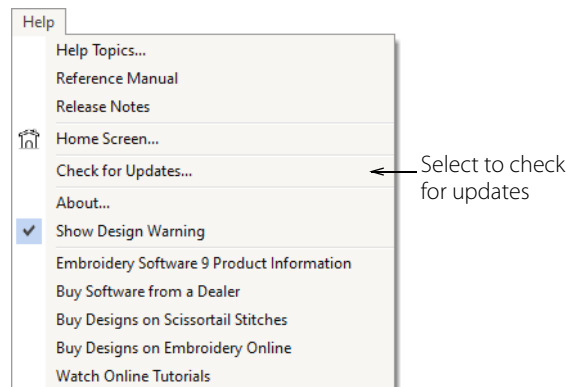 Help
Help Topics...
Reference Manual
Release Notes
Home Screen...
Check for Updates...
Select to check
for updates
About...
Show Design Warning
Embroidery Software 9 Product Information
Buy Software from a Dealer
Buy Designs on Scissortail Stitches
Buy Designs on Embroidery Online
Watch Online Tutorials